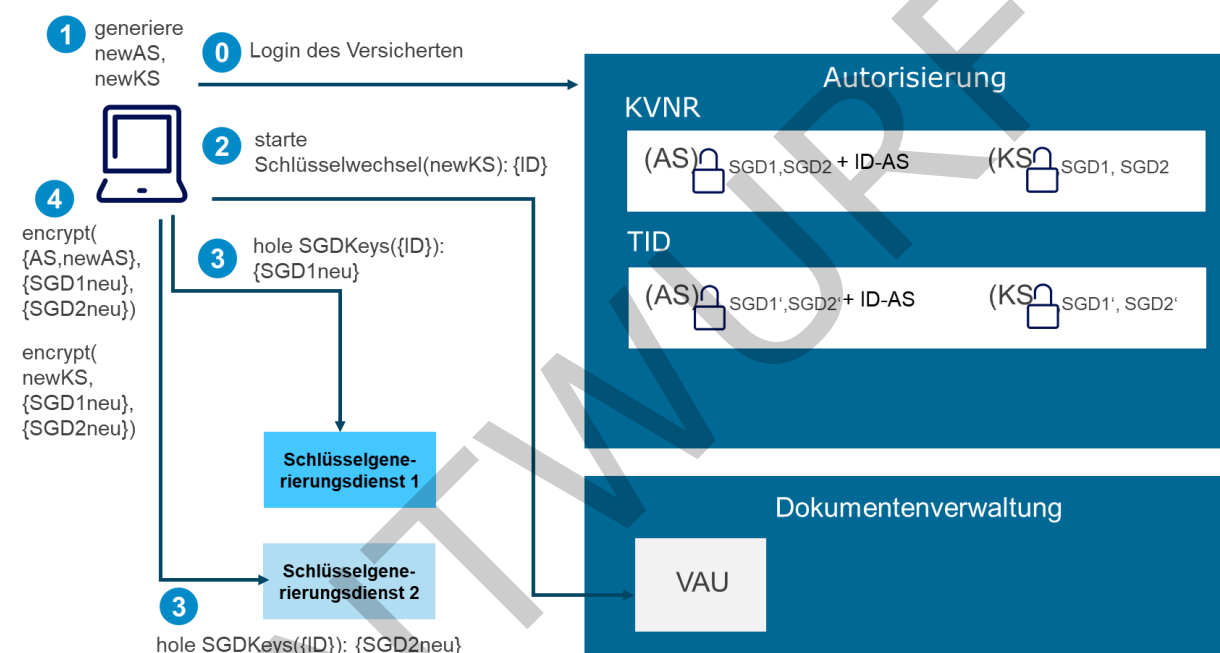 1
generiere
newAS,
newKS
0 Login des Versicherten
2 starte
Schlüsselwechsel(newKS): {ID}
4
encrypt(
{AS,newAS},
{SGD1neu},
{SGD2neu})
encrypt(
newKS,
{SGD1neu},
{SGD2neu})
3 hole SGDKeys({ID}):
{SGD1neu}
Schlüsselgene-
rierungsdienst 1
Schlüsselgene-
rierungsdienst 2
3
hole SGDKeys({ID}): {SGD2neu}
Autorisierung
KVNR
(AS) SGD1,SGD2 + ID-AS (KS) SGD1, SGD2
TID
(AS) SGD1‘,SGD2‘ + ID-AS (KS) SGD1‘, SGD2‘
Dokumentenverwaltung
VAU
NTWURF